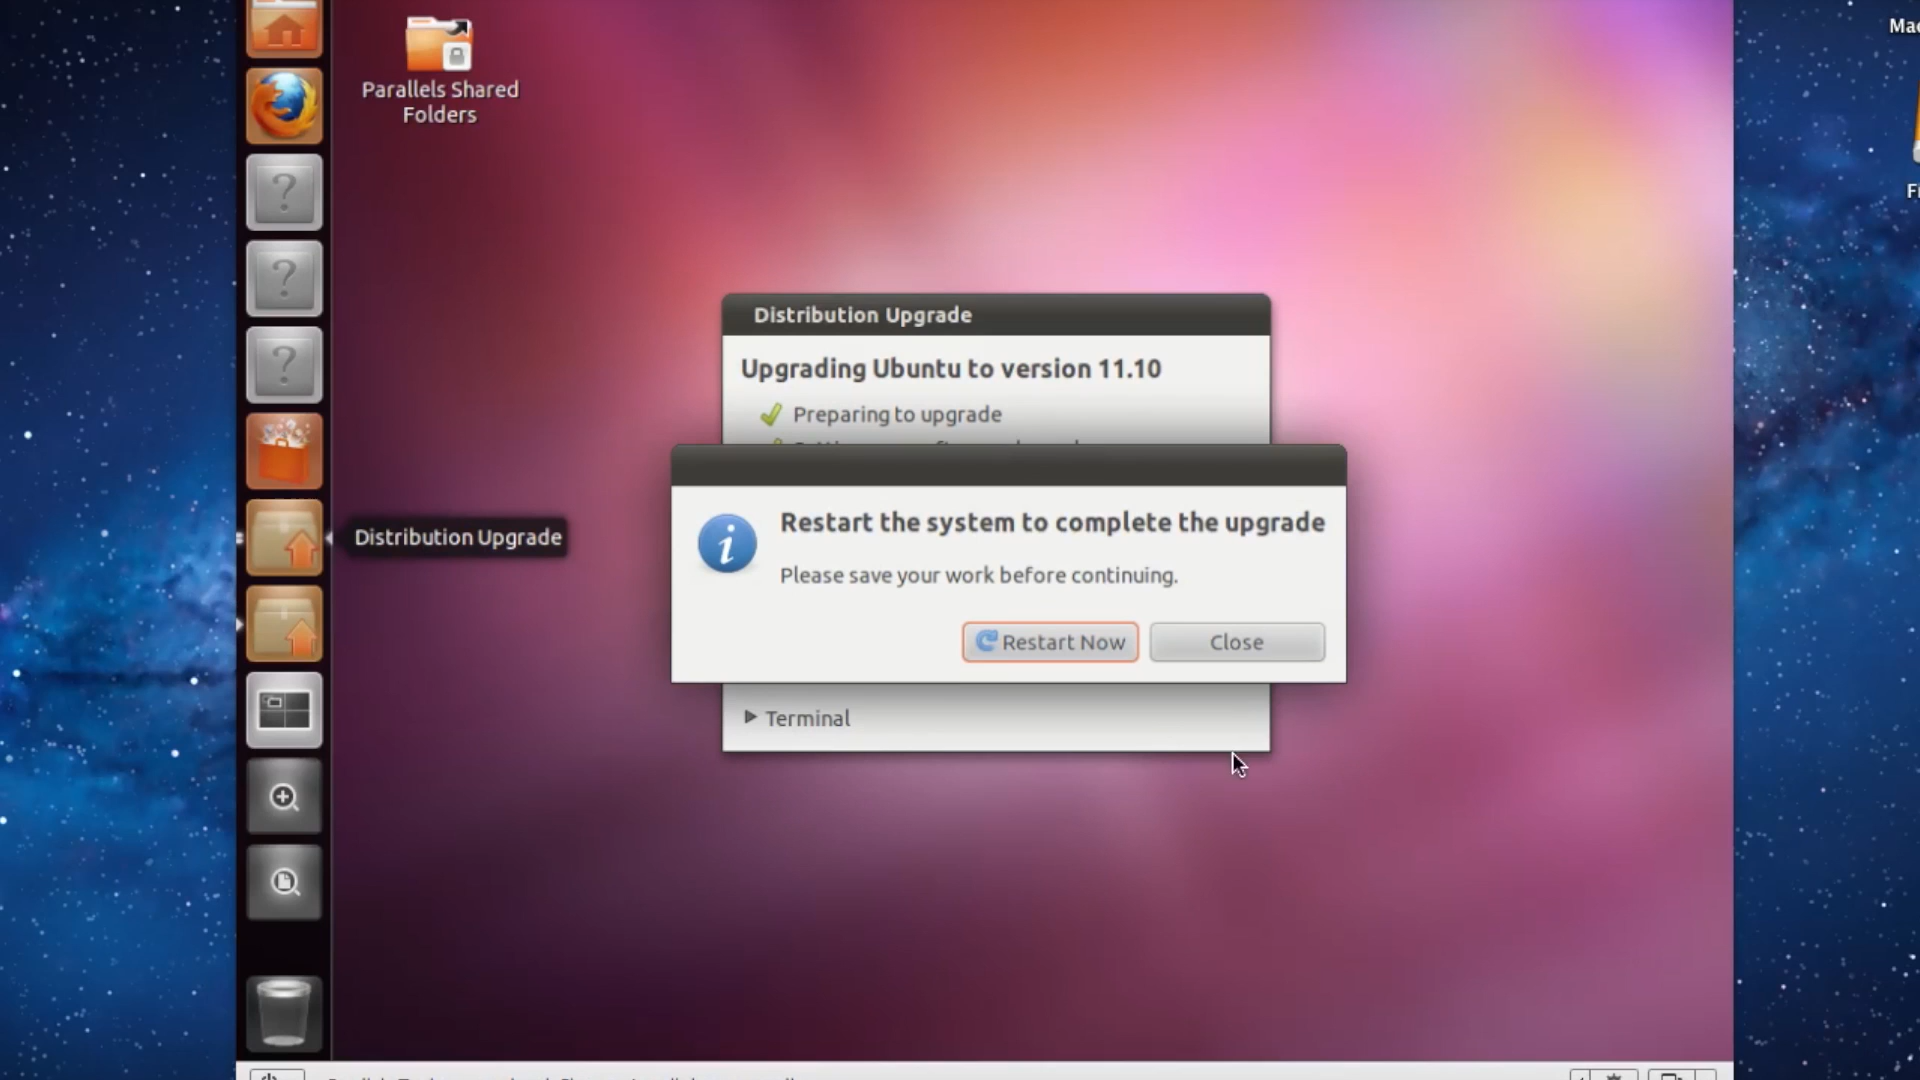 Mac
Parallels Shared
Folders
Distribution Upgrade
Upgrading Ubuntu to version 11.10
Preparing to upgrade
Restart the system to complete the upgrade
Distribution Upgrade
Please save your work before continuing.
Restart Now
Close
Terminal